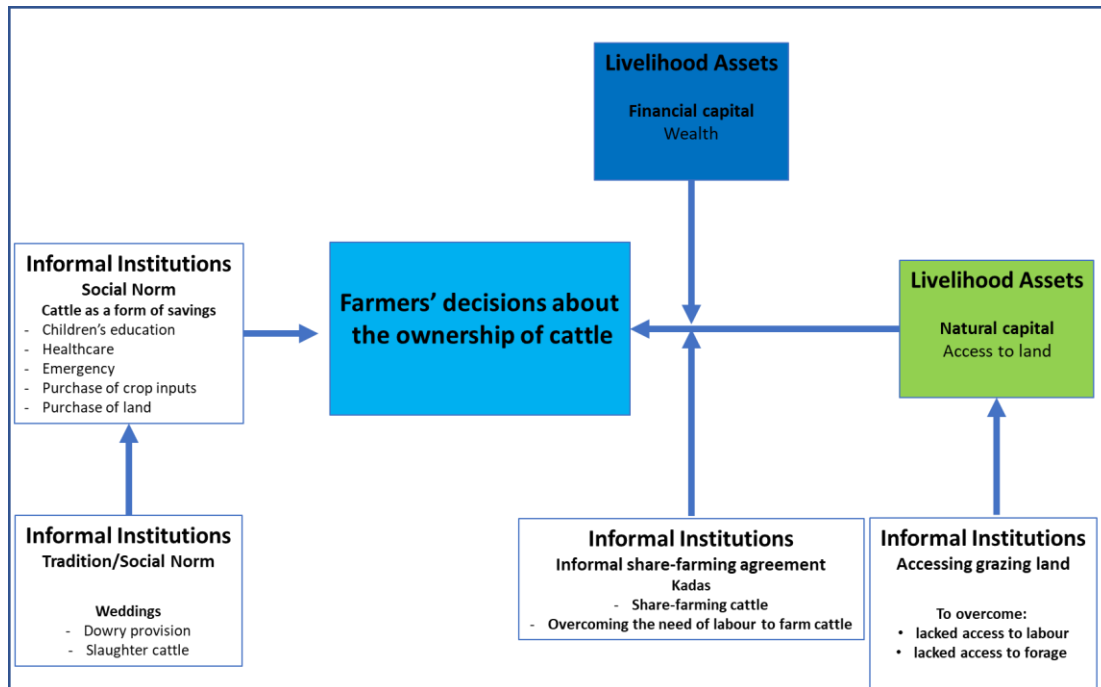 Livelihood Assets
Financial capital
Wealth
Informal Institutions
Social Norm
Cattle as a form of savings
- Children's education
- Healthcare
- Emergency
- Purchase of crop inputs
- Purchase of land
Farmers' decisions about
the ownership of cattle
Livelihood Assets
Natural capital
Access to land
Informal Institutions
Tradition/Social Norm
Weddings
- Dowry provision
- Slaughter cattle
Informal Institutions
Informal share-farming agreement
Kadas
- Share-farming cattle
- Overcoming the need of labour to farm cattle
Informal Institutions
Accessing grazing land
To overcome:
• lacked access to labour
• lacked access to forage